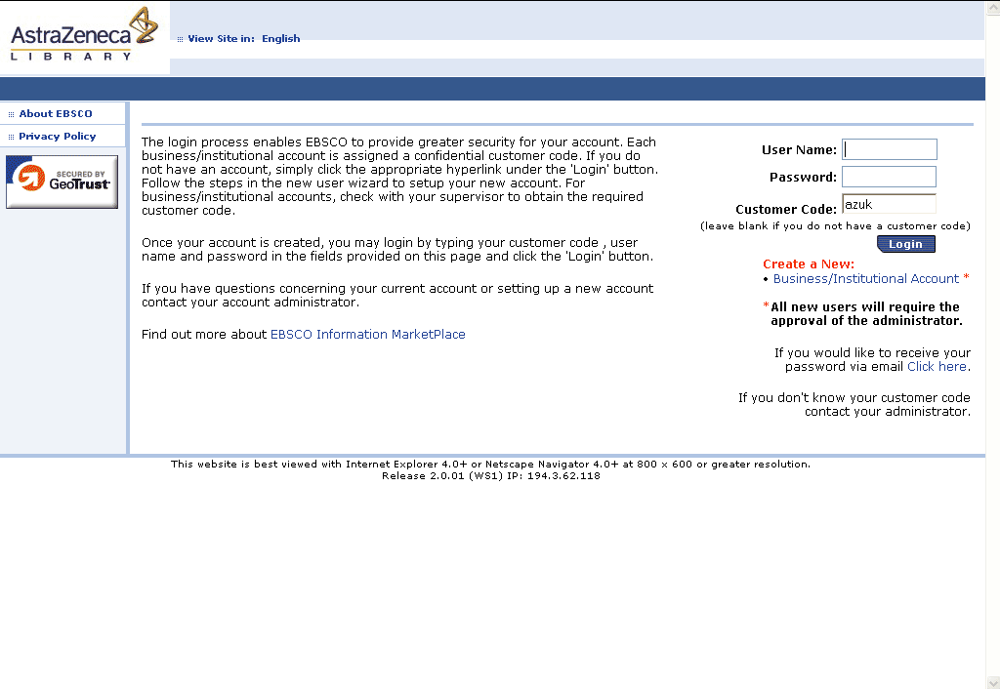 AstraZeneca
LIBRARY
View Site in: English
About EBSCO
Privacy Policy
SECURED BY
GeoTrust
The login process enables EBSCO to provide greater security for your account. Each
business/institutional account is assigned a confidential customer code. If you do
not have an account, simply click the appropriate hyperlink under the 'Login' button.
Follow the steps in the new user wizard to setup your new account. For
business/institutional accounts, check with your supervisor to obtain the required
customer code.
Once your account is created, you may login by typing your customer code , user
name and password in the fields provided on this page and click the 'Login' button.
If you have questions concerning your current account or setting up a new account
contact your account administrator.
Find out more about EBSCO Information MarketPlace
User Name:
Password:
Customer Code: azuk
(leave blank if you do not have a customer code)
Login
Create a New:
• Business/Institutional Account *
*All new users will require the
approval of the administrator.
If you would like to receive your
password via email Click here.
If you don't know your customer code
contact your administrator.
This website is best viewed with Internet Explorer 4.0+ or Netscape Navigator 4.0+ at 800 x 600 or greater resolution.
Release 2.0.01 (WS1) IP: 194.3.62.118